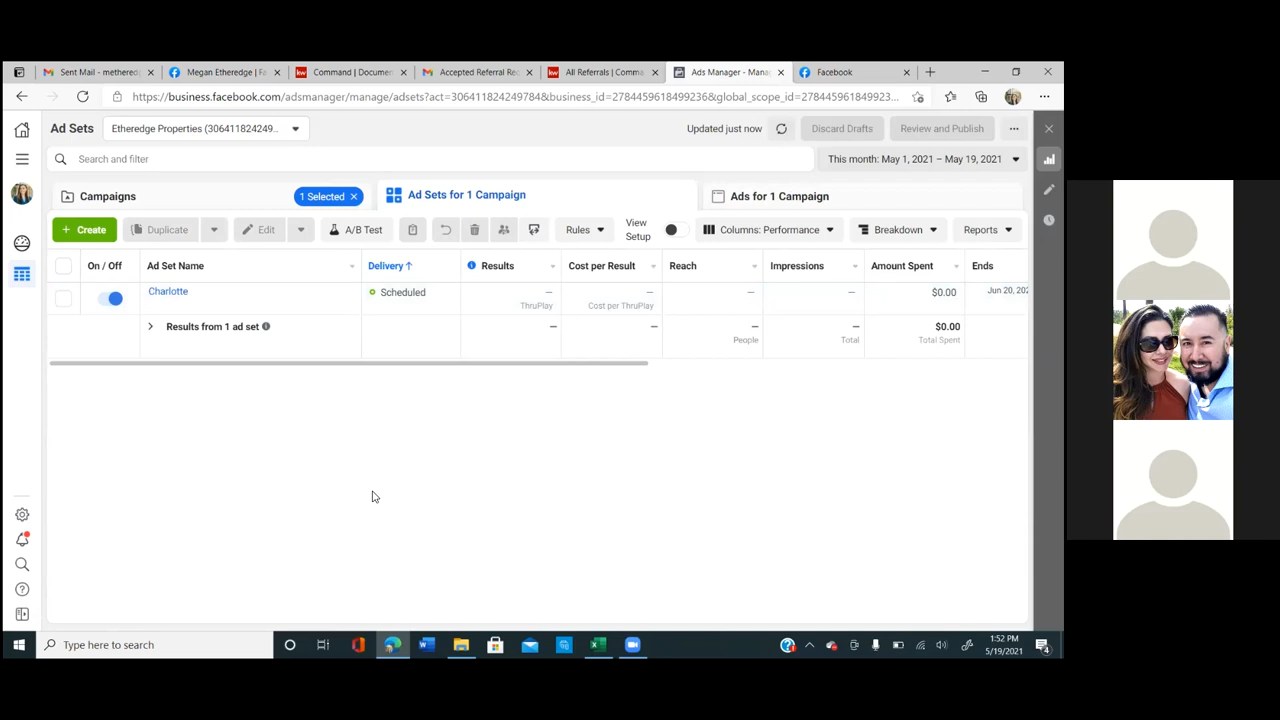 Sent Mail - methered
Megan Etheredge | Fa
Command | Documen
Accepted Referral Re
All Referrals | Comma
Ads Manager - Mana
Facebook
https://business.facebook.com/adsmanager/manage/adsets?act=306411824249784&business_id=2784459618499236&global_scope_id=278445961849923...
Ad Sets
Etheredge Properties (306411824249...
Updated just now
Discard Drafts
Review and Publish
Search and filter
This month: May 1, 2021 – May 19, 2021
Campaigns
1 Selected
Ad Sets for 1 Campaign
Ads for 1 Campaign
+ Create
Duplicate
Edit
A/B Test
Rules
View
Setup
Columns: Performance
Breakdown
Reports
On / Off
Ad Set Name
Delivery ↑
Results
Cost per Result
Reach
Impressions
Amount Spent
Ends
Charlotte
Scheduled
—
ThruPlay
—
Cost per ThruPlay
—
—
$0.00
Jun 20, 202
Results from 1 ad set
—
—
—
People
—
Total
$0.00
Total Spent
Type here to search
1:52 PM
5/19/2021
4